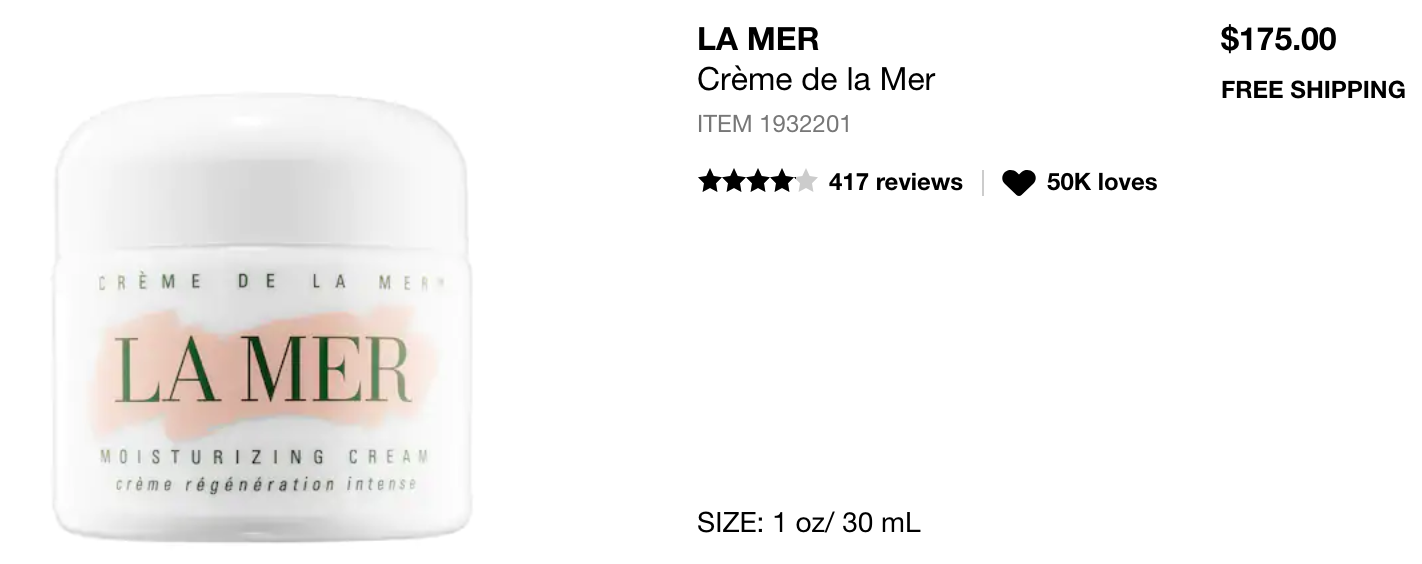 CRÈME DE LA MER™
LA MER
MOISTURIZING CREAM
crème régénération intense
LA MER
Crème de la Mer
ITEM 1932201
417 reviews
50K loves
SIZE: 1 oz/ 30 mL
$175.00
FREE SHIPPING